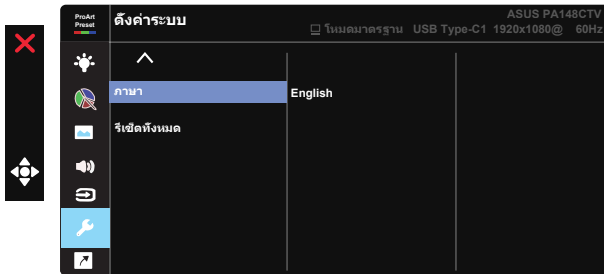 ProArt
Preset
ตั้งค่าระบบ
ASUS PA148CTV
โหมดมาตรฐาน USB Type-C1 1920x1080@ 60Hz
ภาษา English
รีเซ็ตทั้งหมด